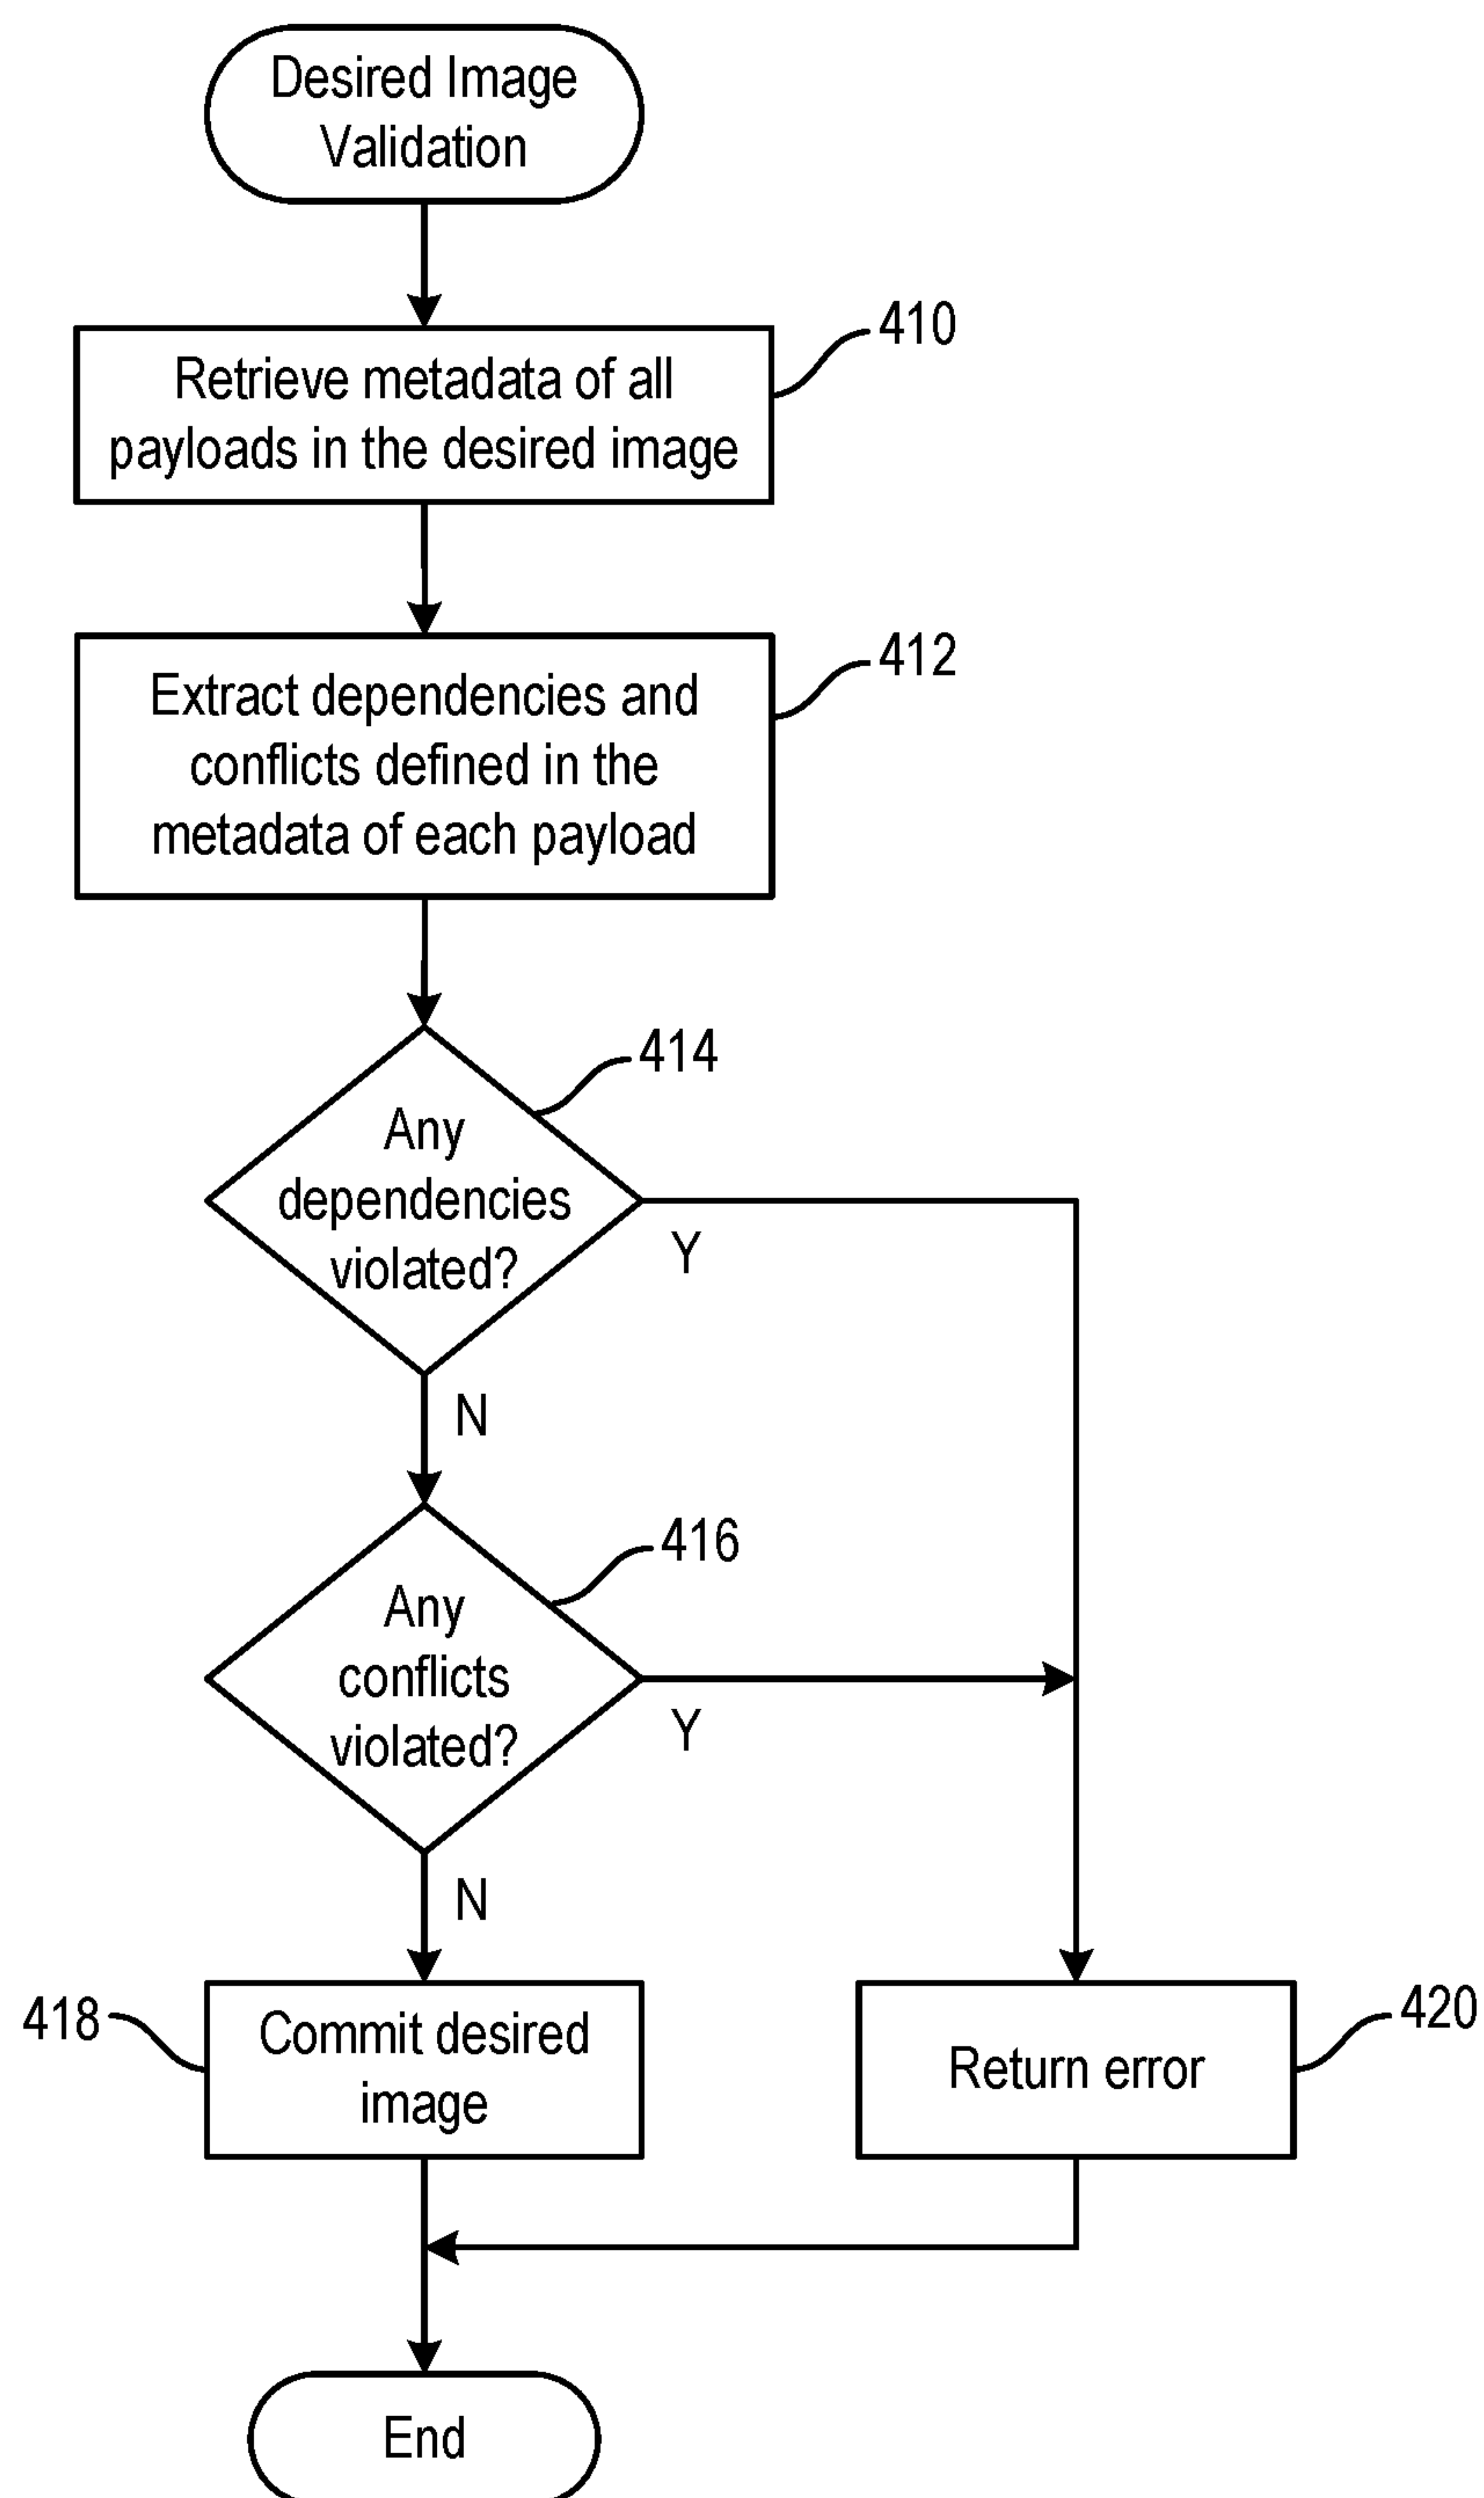 Desired Image
Validation
410
Retrieve metadata of all
payloads in the desired image
412
Extract dependencies and
conflicts defined in the
metadata of each payload
414
Any
dependencies
violated?
Y
N
416
Any
conflicts
violated?
Y
N
418
Commit desired
image
420
Return error
End